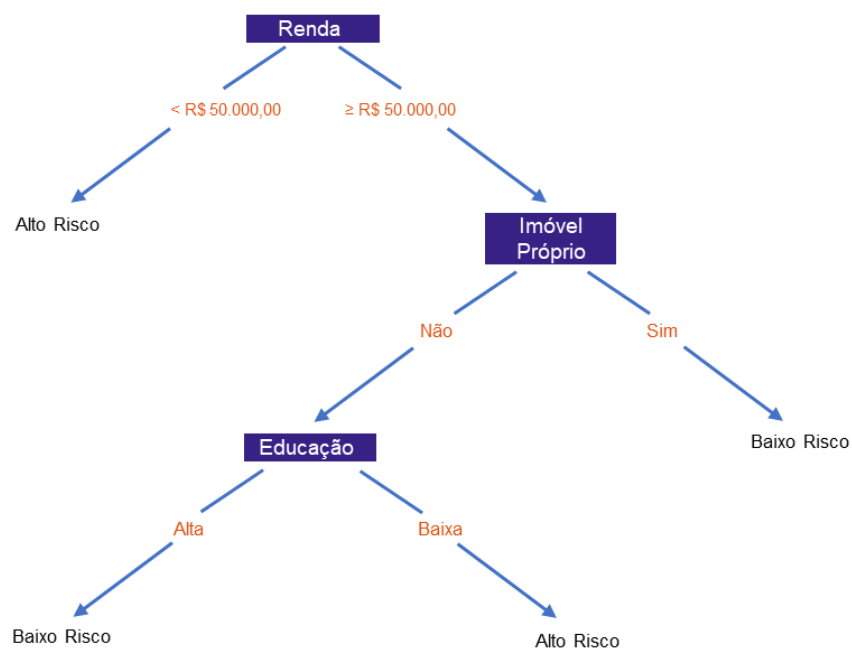 Renda
< R$ 50.000,00
≥ R$ 50.000,00
Alto Risco
Imóvel
Próprio
Não
Sim
Educação
Baixo Risco
Alta
Baixa
Baixo Risco
Alto Risco